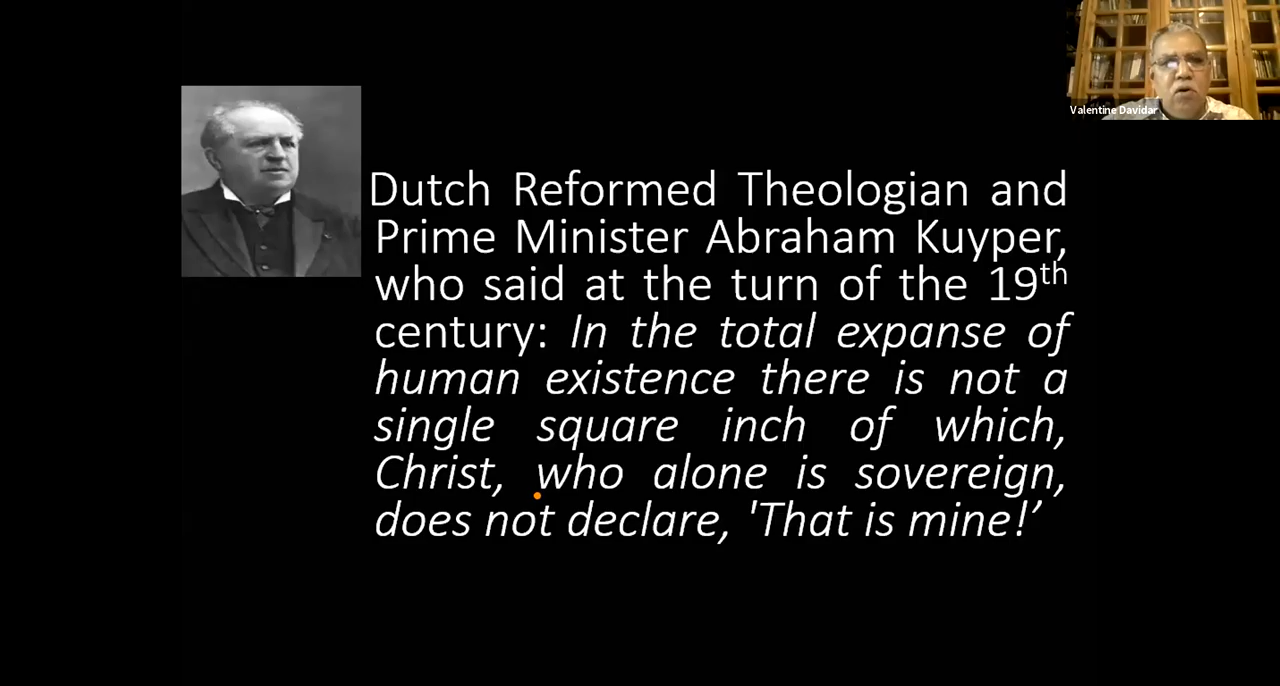 Valentine Davidar
Dutch Reformed Theologian and
Prime Minister Abraham Kuyper,
who said at the turn of the 19th
century: In the total expanse of
human existence there is not a
single square inch of which,
Christ, who alone is sovereign,
does not declare, 'That is mine!’